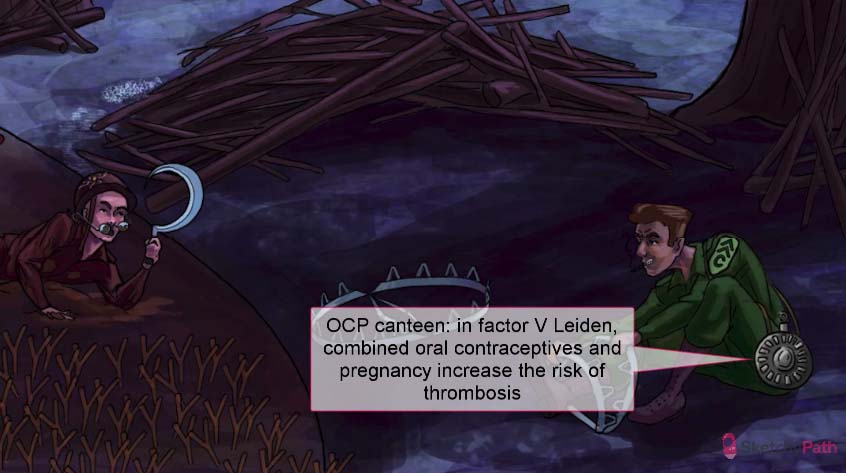 OCP canteen: in factor V Leiden,
combined oral contraceptives and
pregnancy increase the risk of
thrombosis
SketchyPath